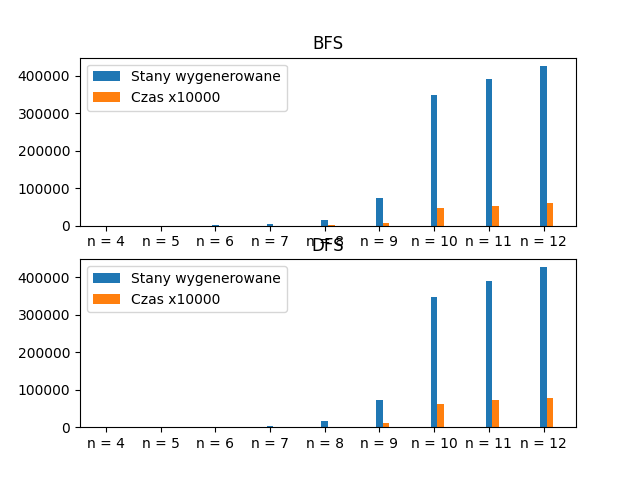 BFS
400000
300000
200000
100000
0
Stany wygenerowane
Czas x10000
n = 4 n = 5 n = 6 n = 7 n = 8 n = 9 n = 10 n = 11 n = 12
DFS
400000
300000
200000
100000
0
Stany wygenerowane
Czas x10000
n = 4 n = 5 n = 6 n = 7 n = 8 n = 9 n = 10 n = 11 n = 12